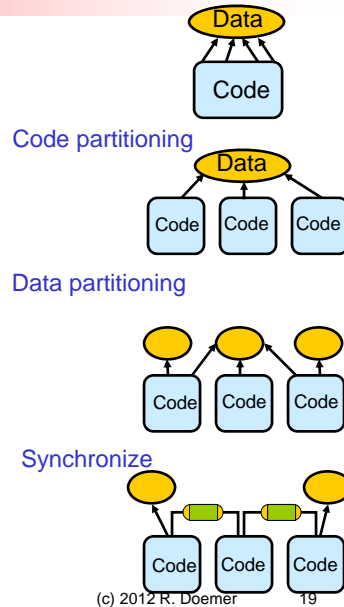 Data
Code
Code partitioning
Data
Code Code Code
Data partitioning
Code Code Code
Synchronize
Code Code Code
(c) 2012 R. Doemer 19